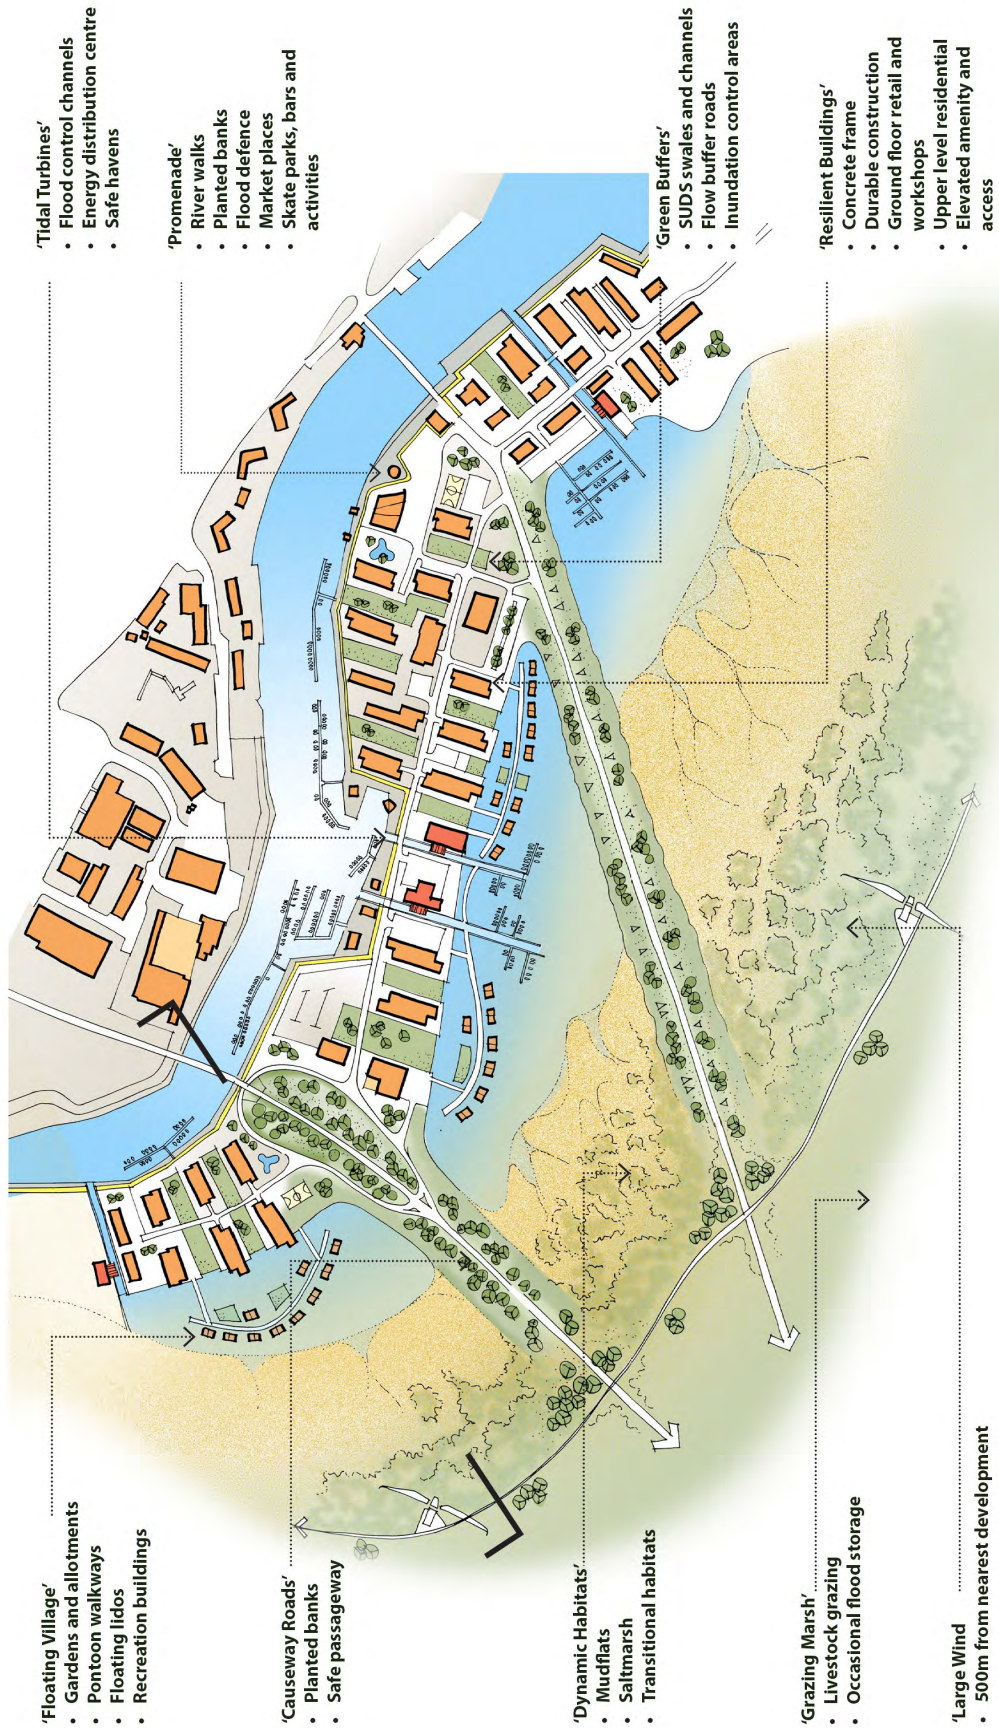 'Tidal Turbines'
• Flood control channels
• Energy distribution centre
• Safe havens
'Promenade'
• River walks
• Planted banks
• Flood defence
• Market places
• Skate parks, bars and
activities
'Green Buffers'
• SUDS swales and channels
• Flow buffer roads
• Inundation control areas
'Resilient Buildings'
• Concrete frame
• Durable construction
• Ground floor retail and
workshops
• Upper level residential
• Elevated amenity and
access
'Floating Village'
• Gardens and allotments
• Pontoon walkways
• Floating lidos
• Recreation buildings
'Causeway Roads'
• Planted banks
• Safe passageway
'Dynamic Habitats'
• Mudflats
• Saltmarsh
• Transitional habitats
'Grazing Marsh'
• Livestock grazing
• Occasional flood storage
'Large Wind
• 500m from nearest development